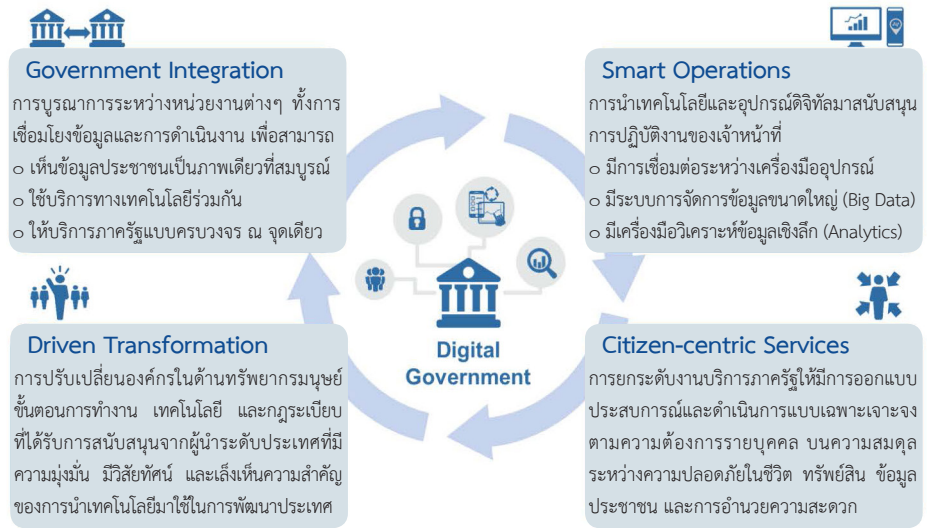 Government Integration
การบูรณาการระหว่างหน่วยงานต่างๆ ทั้งการ
เชื่อมโยงข้อมูลและการดำเนินงาน เพื่อสามารถ
o เห็นข้อมูลประชาชนเป็นภาพเดียวที่สมบูรณ์
o ใช้บริการทางเทคโนโลยีร่วมกัน
o ให้บริการภาครัฐแบบครบวงจร ณ จุดเดียว
Smart Operations
การนำเทคโนโลยีและอุปกรณ์ดิจิทัลมาสนับสนุน
การปฏิบัติงานของเจ้าหน้าที่
o มีการเชื่อมต่อระหว่างเครื่องมืออุปกรณ์
o มีระบบการจัดการข้อมูลขนาดใหญ่ (Big Data)
o มีเครื่องมือวิเคราะห์ข้อมูลเชิงลึก (Analytics)
Digital
Government
Driven Transformation
การปรับเปลี่ยนองค์กรในด้านทรัพยากรมนุษย์
ขั้นตอนการทำงาน เทคโนโลยี และกฎระเบียบ
ที่ได้รับการสนับสนุนจากผู้นำระดับประเทศที่มี
ความมุ่งมั่น มีวิสัยทัศน์ และเล็งเห็นความสำคัญ
ของการนำเทคโนโลยีมาใช้ในการพัฒนาประเทศ
Citizen-centric Services
การยกระดับงานบริการภาครัฐให้มีการออกแบบ
ประสบการณ์และดำเนินการแบบเฉพาะเจาะจง
ตามความต้องการรายบุคคล บนความสมดุล
ระหว่างความปลอดภัยในชีวิต ทรัพย์สิน ข้อมูล
ประชาชน และการอำนวยความสะดวก